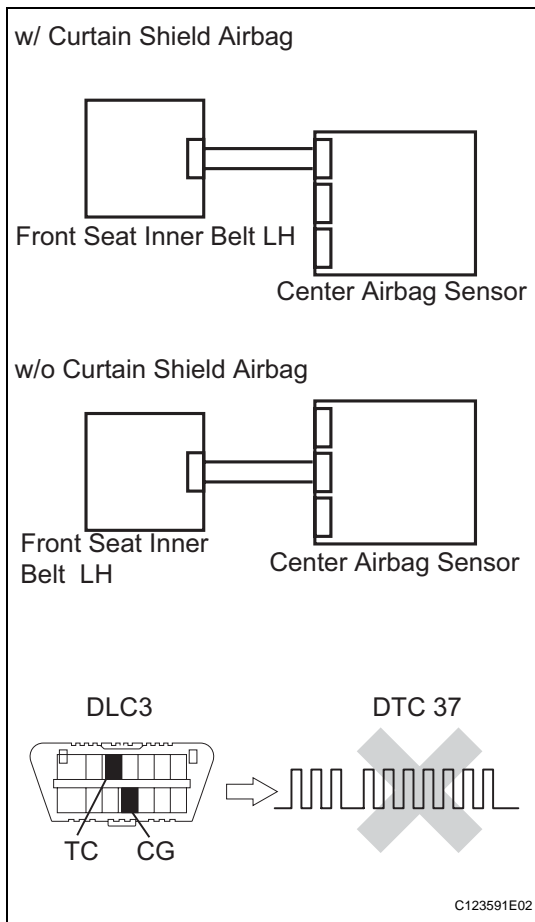 w/ Curtain Shield Airbag
Front Seat Inner Belt LH
Center Airbag Sensor
w/o Curtain Shield Airbag
Front Seat Inner
Belt LH
Center Airbag Sensor
DLC3
DTC 37
TC
CG
C123591E02